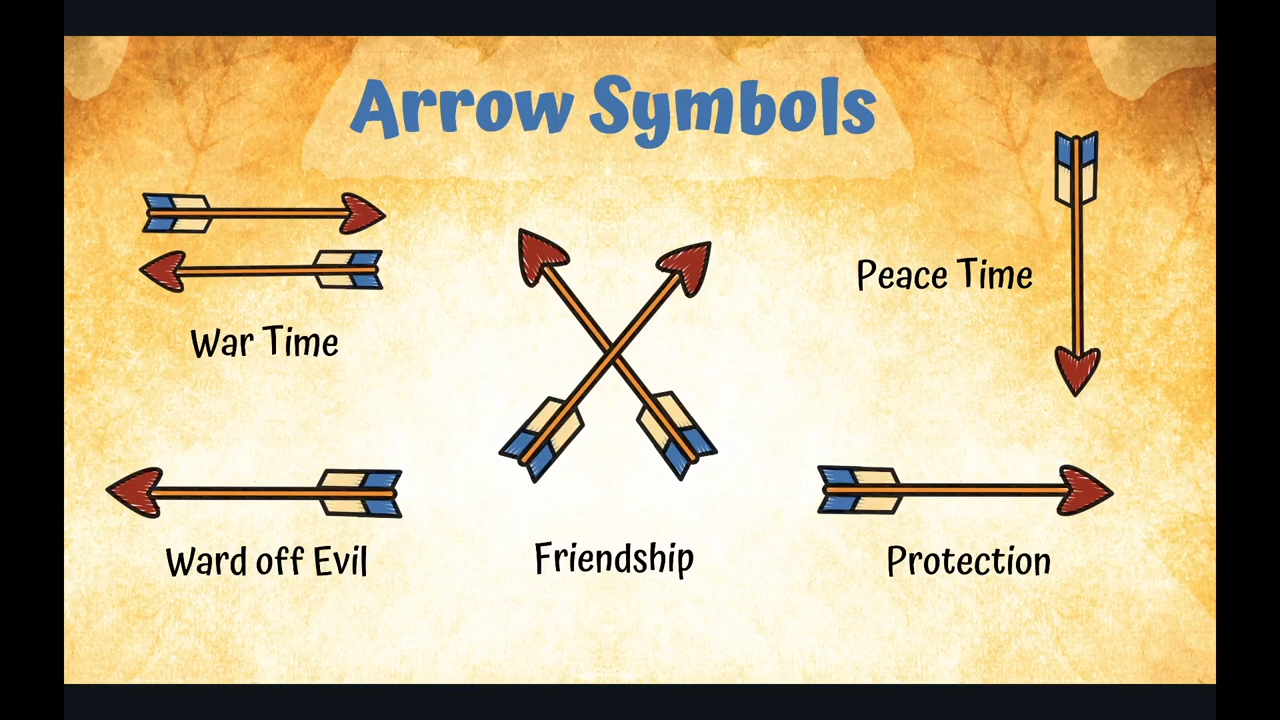 Arrow Symbols
War Time
Peace Time
Ward off Evil
Friendship
Protection